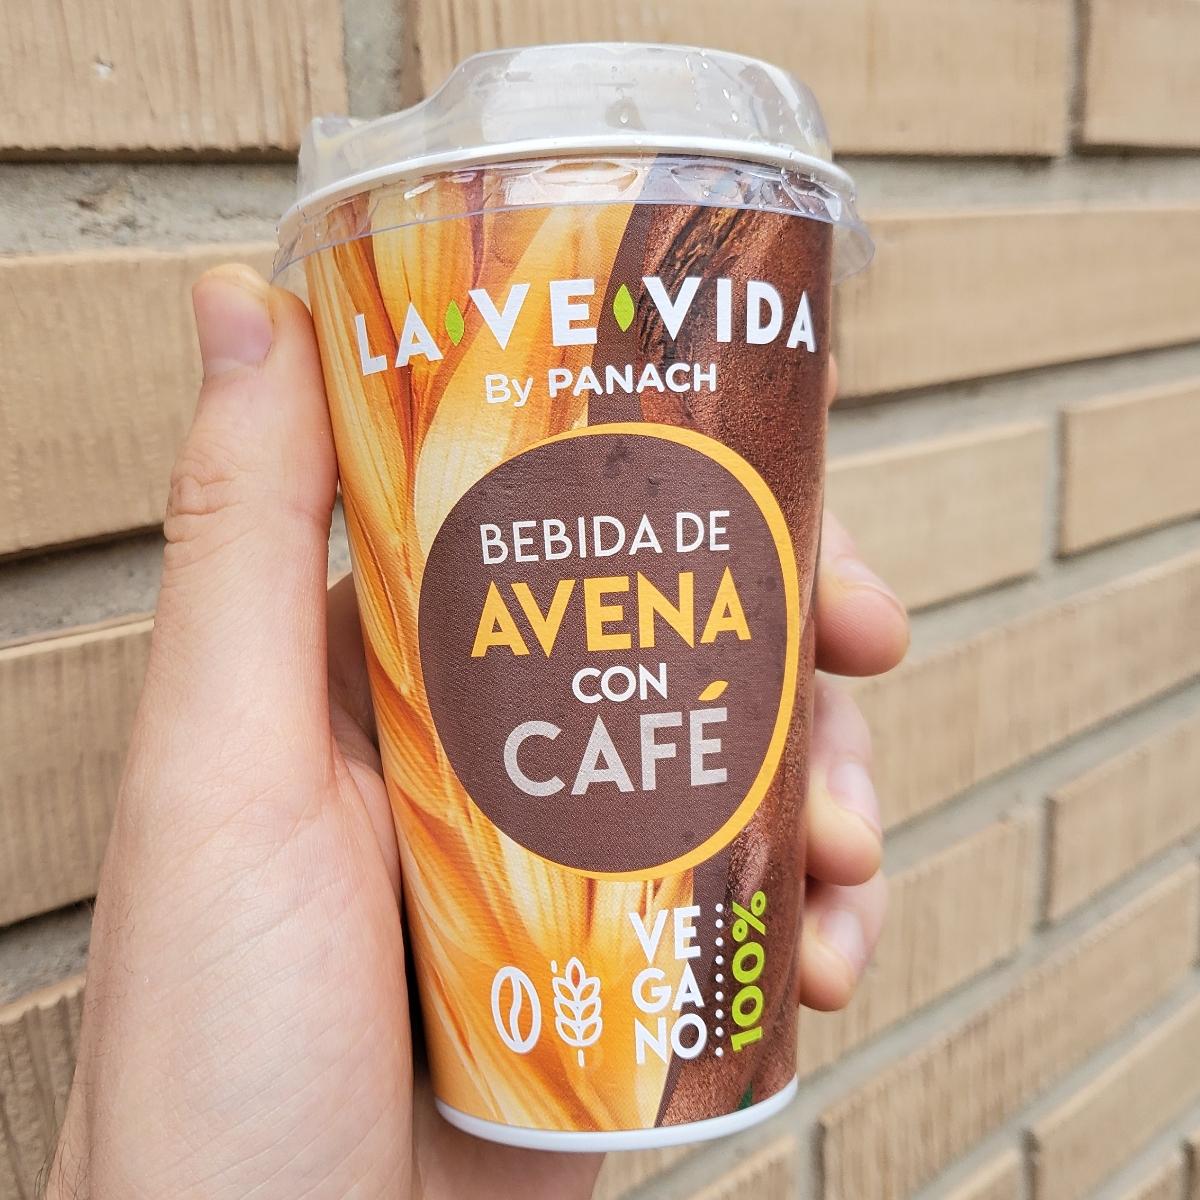 LA VE VIDA
By PANACH
BEBIDA DE
AVENA
CON
CAFÉ
VE
GA
NO
100%